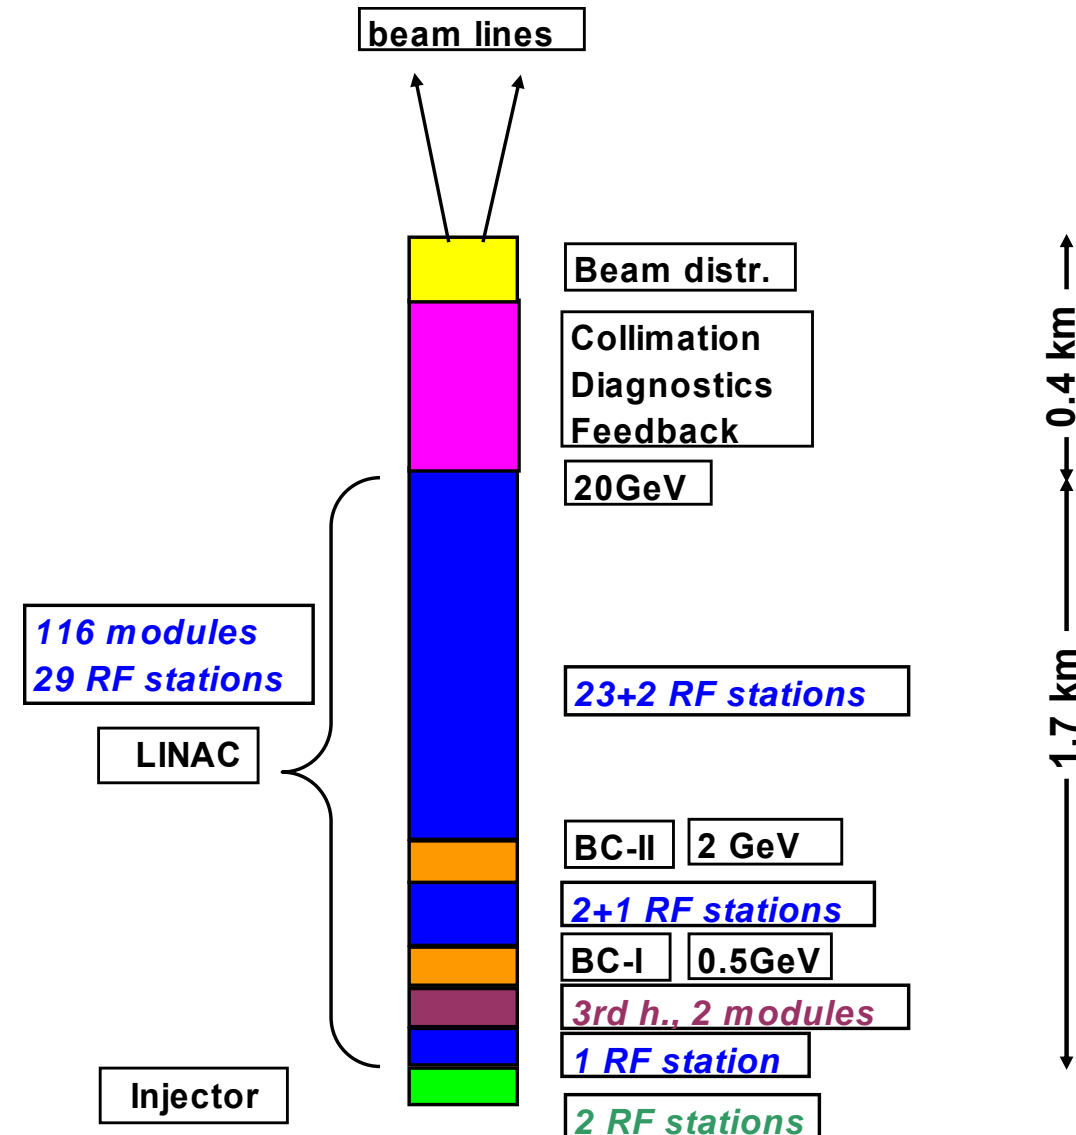 beam lines
Beam distr.
Collimation
Diagnostics
Feedback
0.4 km
20GeV
116 modules
29 RF stations
23+2 RF stations
1.7 km
LINAC
BC-II
2 GeV
2+1 RF stations
BC-I
0.5GeV
3rd h., 2 modules
1 RF station
Injector
2 RF stations